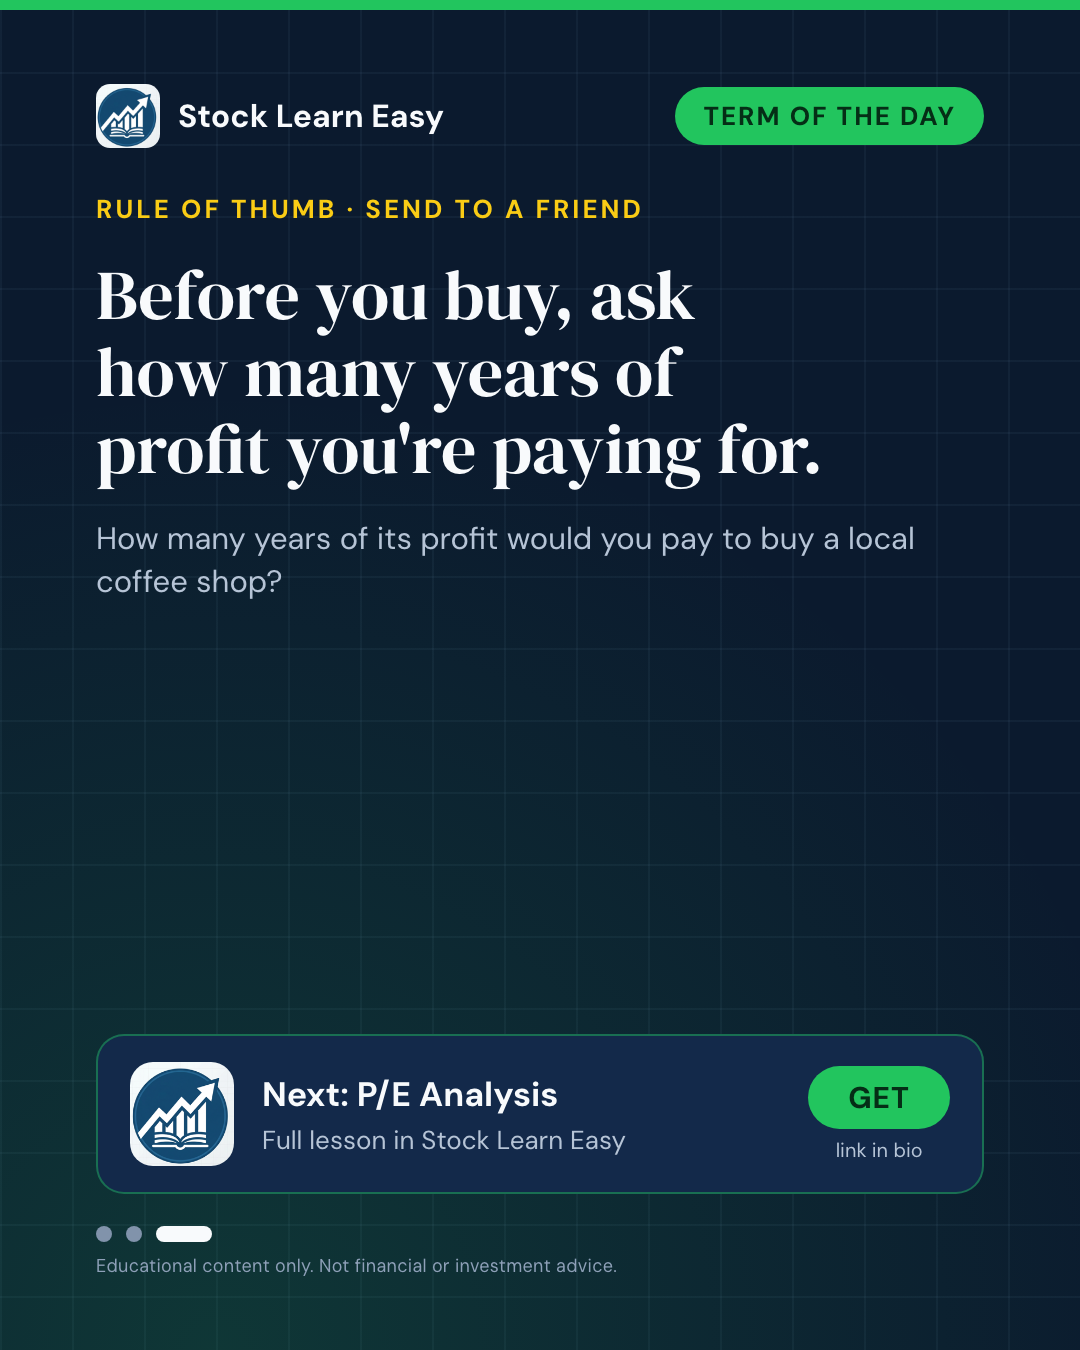 Stock Learn Easy
TERM OF THE DAY
RULE OF THUMB · SEND TO A FRIEND
Before you buy, ask
how many years of
profit you're paying for.
How many years of its profit would you pay to buy a local
coffee shop?
Next: P/E Analysis
Full lesson in Stock Learn Easy
GET
link in bio
Educational content only. Not financial or investment advice.